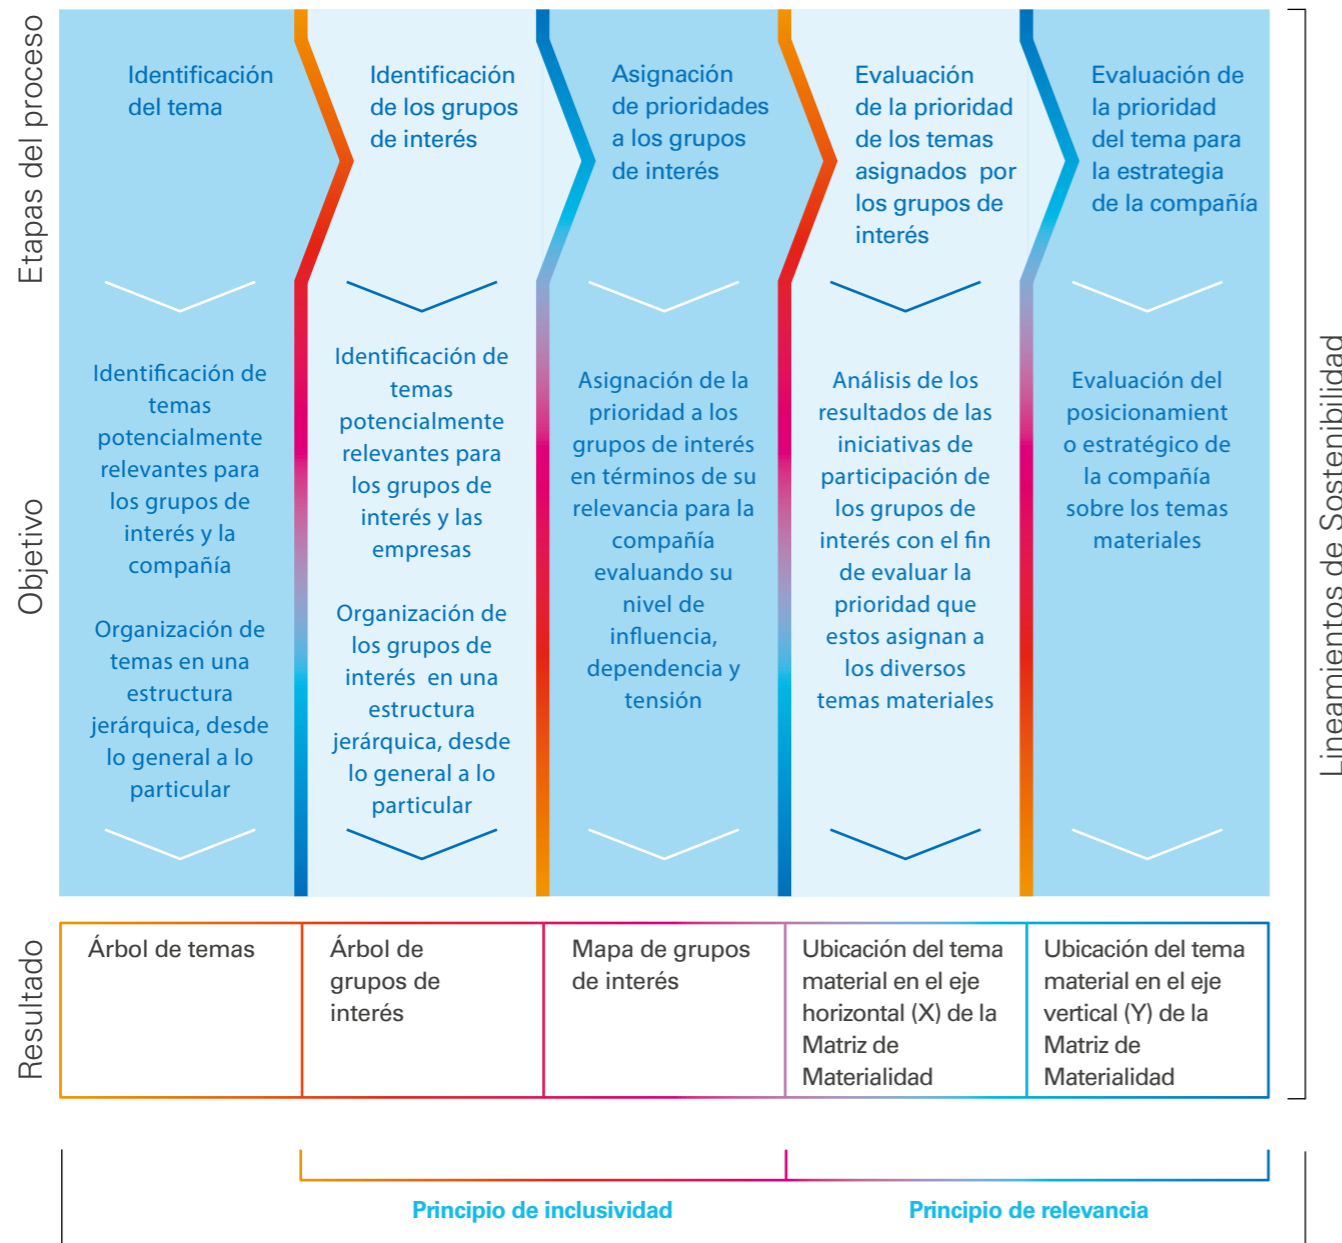 Etapas del proceso
Identificación
del tema
Identificación
de los grupos
de interés
Asignación
de prioridades
a los grupos
de interés
Evaluación
de la prioridad
de los temas
asignados por
los grupos de
interés
Evaluación de
la prioridad
del tema para
la estrategia
de la compañía
Objetivo
Identificación de
temas
potencialmente
relevantes para
los grupos de
interés y la
compañía
Organización de
temas en una
estructura
jerárquica, desde
lo general a lo
particular
Identificación de
temas
potencialmente
relevantes para
los grupos de
interés y las
empresas
Organización de
los grupos de
interés en una
estructura
jerárquica, desde
lo general a lo
particular
Asignación de la
prioridad a los
grupos de interés
en términos de su
relevancia para la
compañía
evaluando su
nivel de
influencia,
dependencia y
tensión
Análisis de los
resultados de las
iniciativas de
participación de
los grupos de
interés con el fin
de evaluar la
prioridad que
estos asignan a
los diversos
temas materiales
Evaluación del
posicionamient
o estratégico de
la compañía
sobre los temas
materiales
Resultado
Árbol de temas
Árbol de
grupos de
interés
Mapa de grupos
de interés
Ubicación del tema
material en el eje
horizontal (X) de la
Matriz de
Materialidad
Ubicación del tema
material en el eje
vertical (Y) de la
Matriz de
Materialidad
Lineamientos de Sostenibilidad
Principio de inclusividad
Principio de relevancia